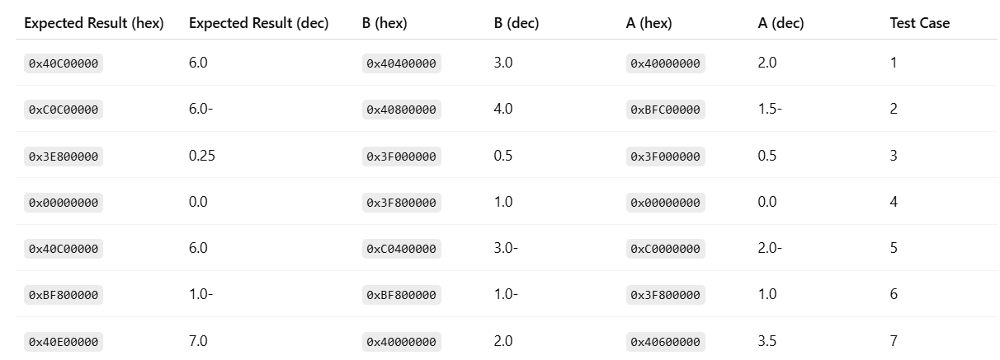 Expected Result (hex) Expected Result (dec) B (hex) B (dec) A (hex) A (dec) Test Case
0x40C00000 6.0 0x40400000 3.0 0x40000000 2.0 1
0xC0C00000 6.0- 0x40800000 4.0 0xBFC00000 1.5- 2
0x3E800000 0.25 0x3F000000 0.5 0x3F000000 0.5 3
0x00000000 0.0 0x3F800000 1.0 0x00000000 0.0 4
0x40C00000 6.0 0xC0400000 3.0- 0xC0000000 2.0- 5
0xBF800000 1.0- 0xBF800000 1.0- 0x3F800000 1.0 6
0x40E00000 7.0 0x40000000 2.0 0x40600000 3.5 7